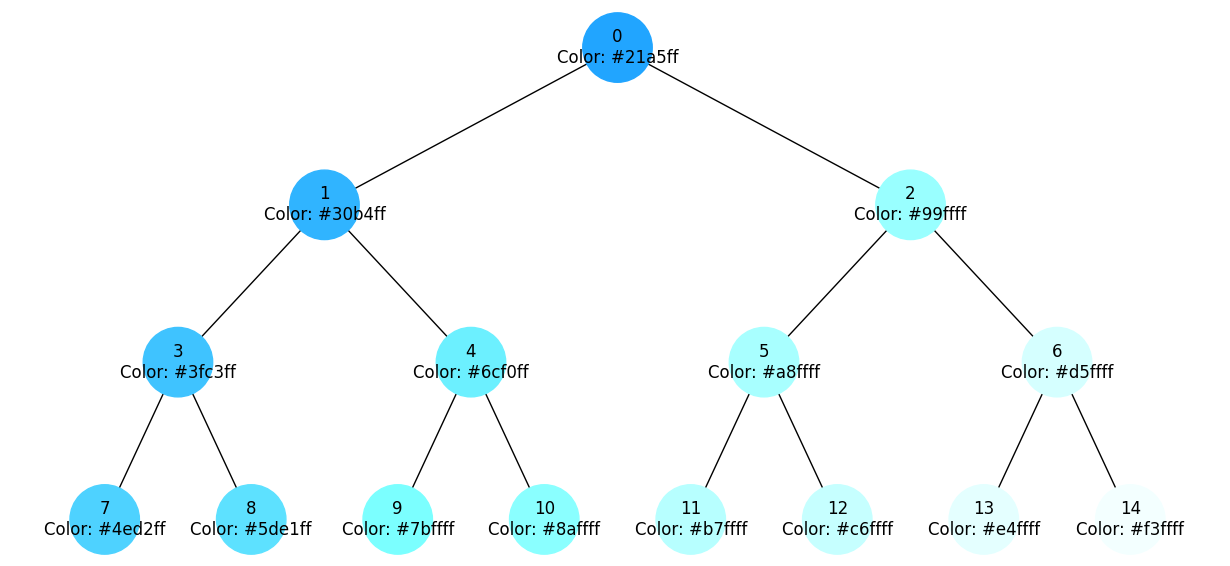 0
Color: #21a5ff
1
Color: #30b4ff
2
Color: #99ffff
3
Color: #3fc3ff
4
Color: #6cf0ff
5
Color: #a8ffff
6
Color: #d5ffff
7
Color: #4ed2ff
8
Color: #5de1ff
9
Color: #7bffff
10
Color: #8affff
11
Color: #b7ffff
12
Color: #c6ffff
13
Color: #e4ffff
14
Color: #f3ffff